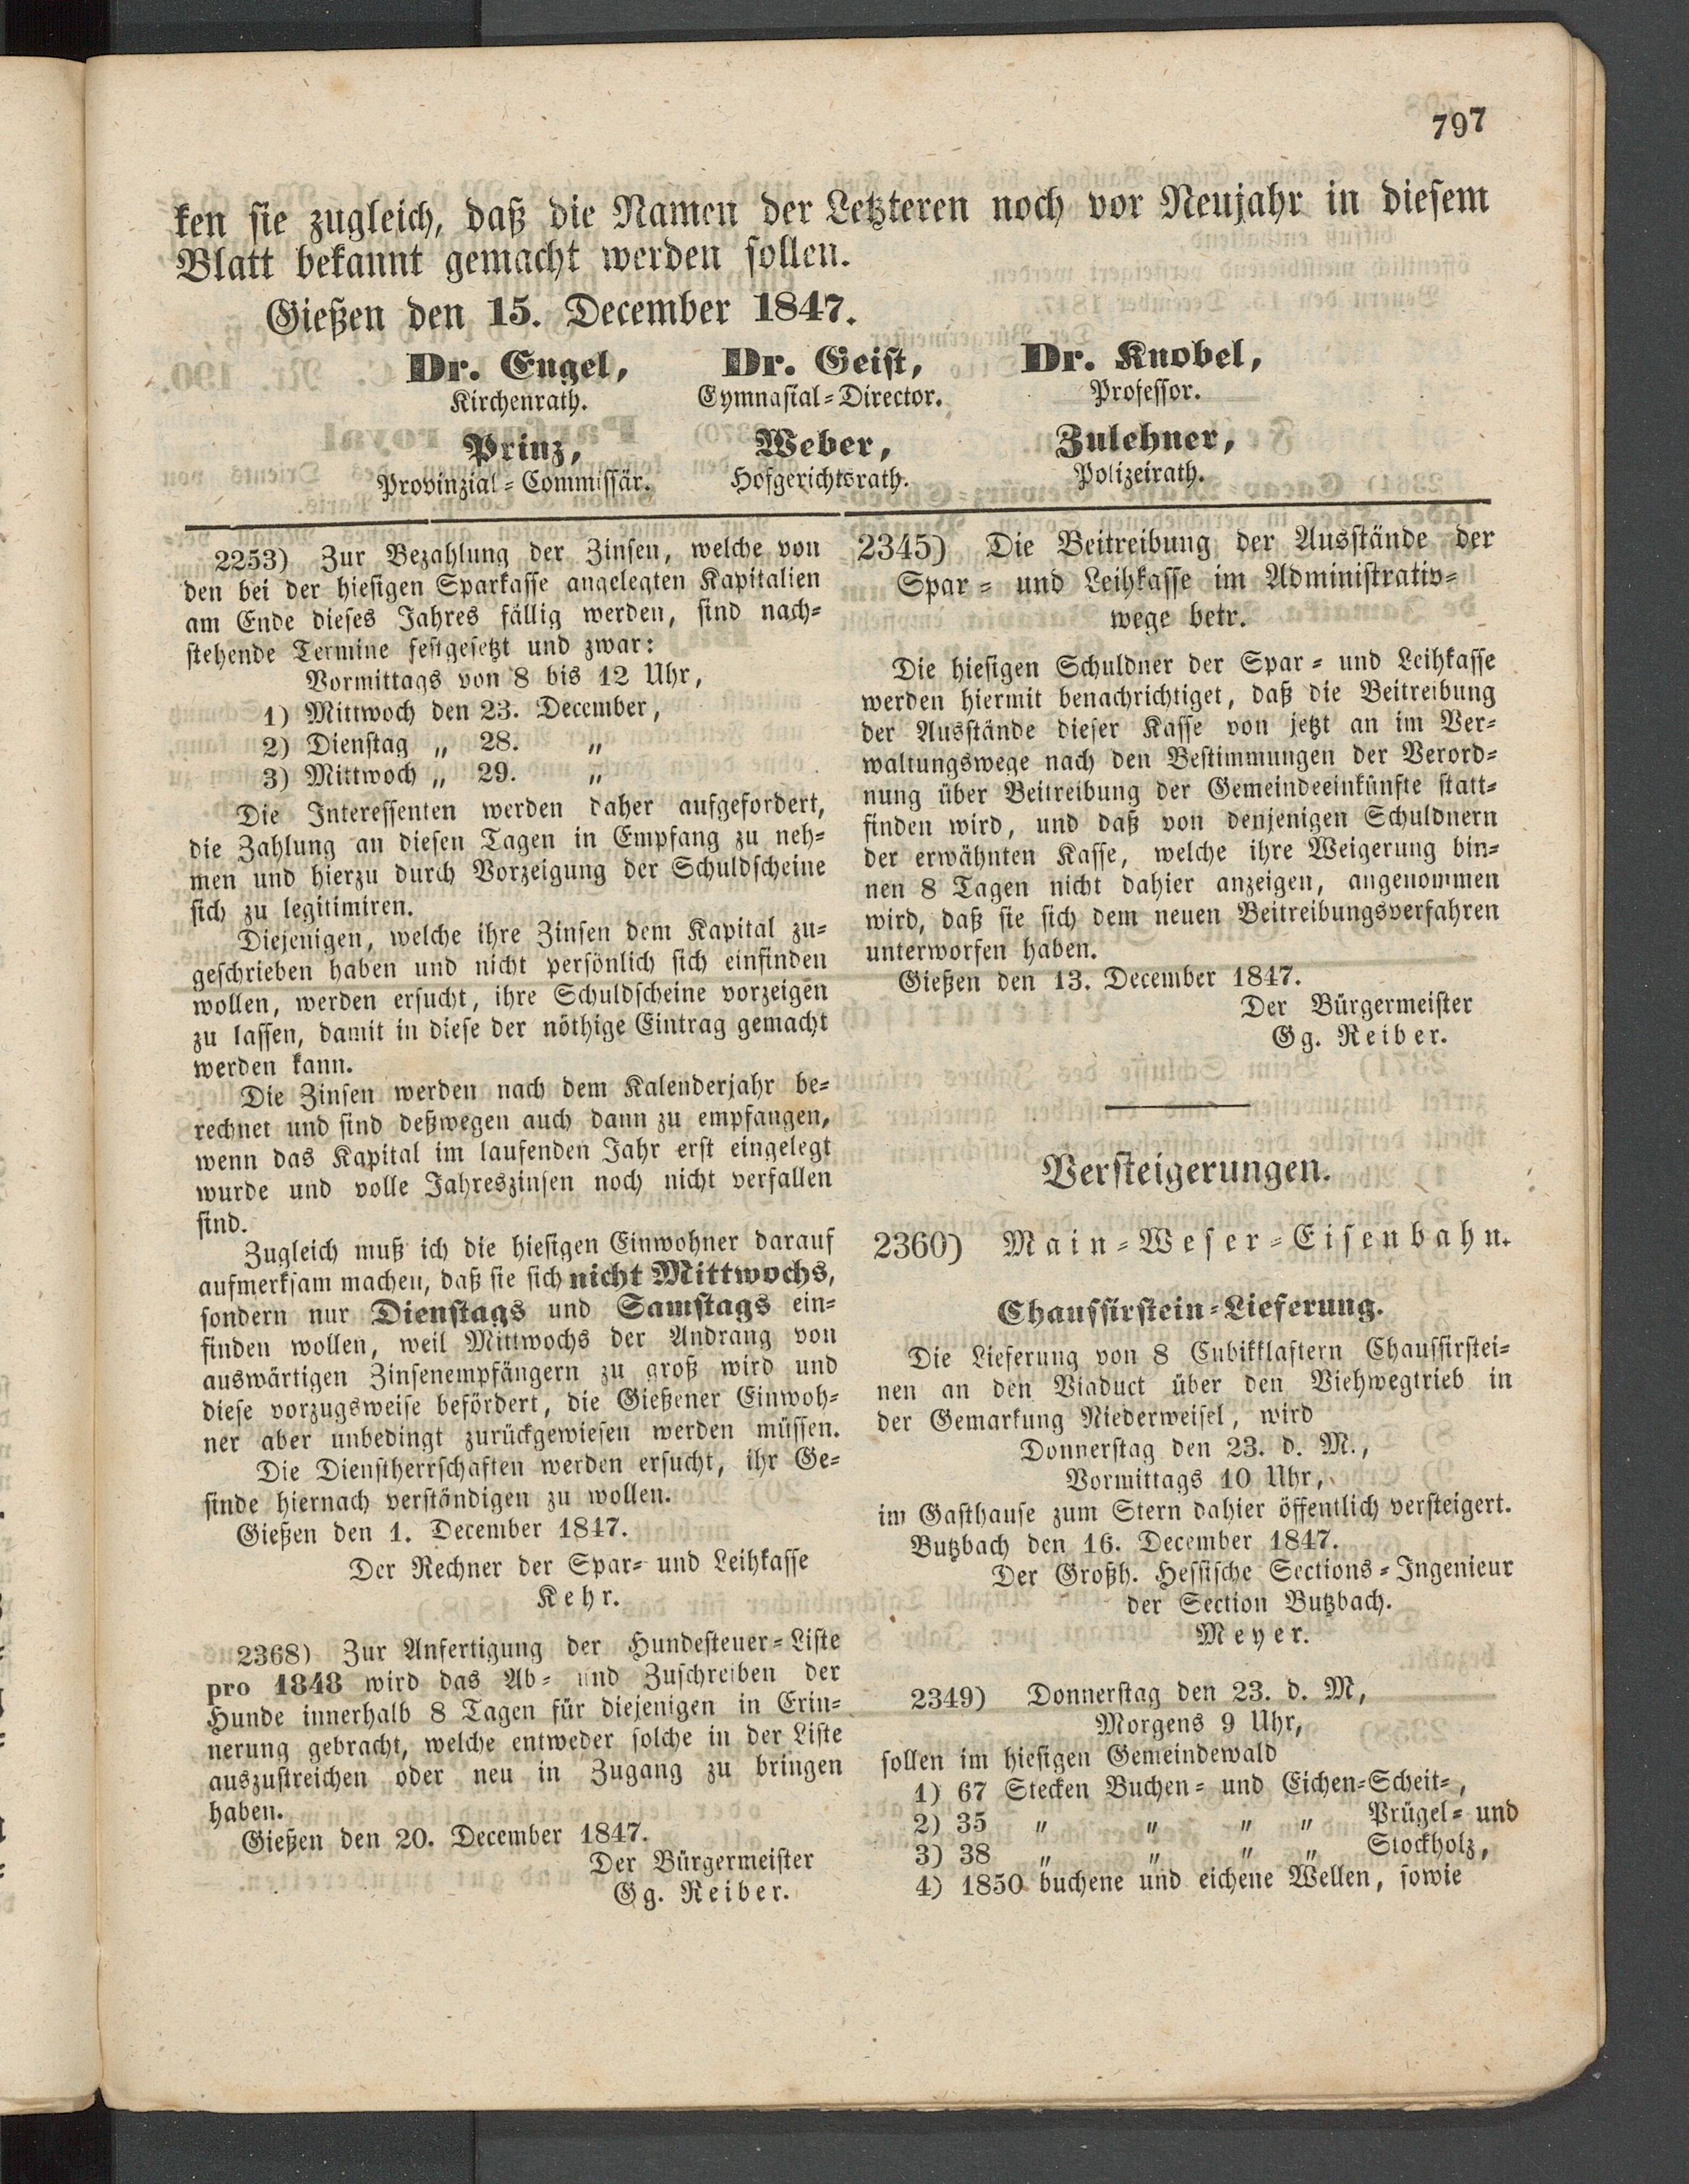 797
ken sie zugleich, daß die Namen der Letzteren noch vor Neujahr in diesem
Blatt bekannt gemacht werden sollen.
Gießen den 15. December 1847.
Dr. Engel, Dr. Geist, Dr. Knobel,
Kirchenrath. Gymnasial-Director. Professor.
Prinz, Weber, Zulehner,
Provinzial-Commissär. Hofgerichtsrath. Polizeirath.
2253) Zur Bezahlung der Zinsen, welche von
den bei der hiesigen Sparkasse angelegten Kapitalien
am Ende dieses Jahres fällig werden, sind nach-
stehende Termine festgesetzt und zwar:
Vormittags von 8 bis 12 Uhr,
1) Mittwoch den 23. December,
2) Dienstag „ 28. „
3) Mittwoch „ 29. „
Die Interessenten werden daher aufgefordert,
die Zahlung an diesen Tagen in Empfang zu neh-
men und hierzu durch Vorzeigung der Schuldscheine
sich zu legitimiren.
Diejenigen, welche ihre Zinsen dem Kapital zu-
geschrieben haben und nicht persönlich sich einfinden
wollen, werden ersucht, ihre Schuldscheine vorzeigen
zu lassen, damit in diese der nöthige Eintrag gemacht
werden kann.
Die Zinsen werden nach dem Kalenderjahr be-
rechnet und sind deßwegen auch dann zu empfangen,
wenn das Kapital im laufenden Jahr erst eingelegt
wurde und volle Jahreszinsen noch nicht verfallen
sind.
Zugleich muß ich die hiesigen Einwohner darauf
aufmerksam machen, daß sie sich nicht Mittwochs,
sondern nur Dienstags und Samstags ein-
finden wollen, weil Mittwochs der Andrang von
auswärtigen Zinsenempfängern zu groß wird und
diese vorzugsweise befördert, die Gießener Einwoh-
ner aber unbedingt zurückgewiesen werden müssen.
Die Dienstherrschaften werden ersucht, ihr Ge-
sinde hiernach verständigen zu wollen.
Gießen den 1. December 1847.
Der Rechner der Spar- und Leihkasse
Kehr.
2368) Zur Anfertigung der Hundesteuer-Liste
pro 1848 wird das Ab- und Zuschreiben der
Hunde innerhalb 8 Tagen für diejenigen in Erin-
nerung gebracht, welche entweder solche in der Liste
auszustreichen oder neu in Zugang zu bringen
haben.
Gießen den 20. December 1847.
Der Bürgermeister
Gg. Reiber.
2345) Die Beitreibung der Ausstände der
Spar- und Leihkasse im Administrativ-
wege betr.
Die hiesigen Schuldner der Spar- und Leihkasse
werden hiermit benachrichtiget, daß die Beitreibung
der Ausstände dieser Kasse von jetzt an im Ver-
waltungswege nach den Bestimmungen der Verord-
nung über Beitreibung der Gemeindeeinkünfte statt-
finden wird, und daß von denjenigen Schuldnern
der erwähnten Kasse, welche ihre Weigerung bin-
nen 8 Tagen nicht dahier anzeigen, angenommen
wird, daß sie sich dem neuen Beitreibungsverfahren
unterworfen haben.
Gießen den 13. December 1847.
Der Bürgermeister
Gg. Reiber.
Versteigerungen.
2360) Main-Weser-Eisenbahn.
Chaussirstein-Lieferung.
Die Lieferung von 8 Cubikklaftern Chaussirstei-
nen an den Viaduct über den Viehwegtrieb in
der Gemarkung Niederweisel, wird
Donnerstag den 23. d. M.,
Vormittags 10 Uhr,
im Gasthause zum Stern dahier öffentlich versteigert.
Butzbach den 16. December 1847.
Der Großh. Hessische Sections-Ingenieur
der Section Butzbach.
Meyer.
2349) Donnerstag den 23. d. M,
Morgens 9 Uhr,
sollen im hiesigen Gemeindewald
1) 67 Stecken Buchen- und Eichen-Scheit-,
2) 35 „ „ „ „ Prügel- und
3) 38 „ „ „ „ Stockholz,
4) 1850 buchene und eichene Wellen, sowie